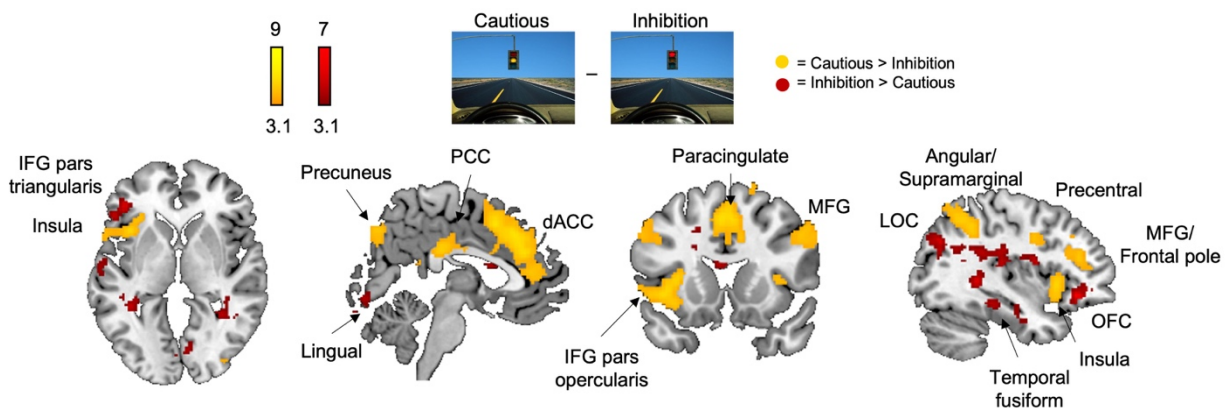 Cautious
Inhibition
9
7
–
= Cautious > Inhibition
= Inhibition > Cautious
3.1
3.1
IFG pars
triangularis
Insula
Precuneus
PCC
dACC
Lingual
Paracingulate
MFG
IFG pars
opercularis
Angular/
Supramarginal
Precentral
LOC
MFG/
Frontal pole
OFC
Insula
Temporal
fusiform